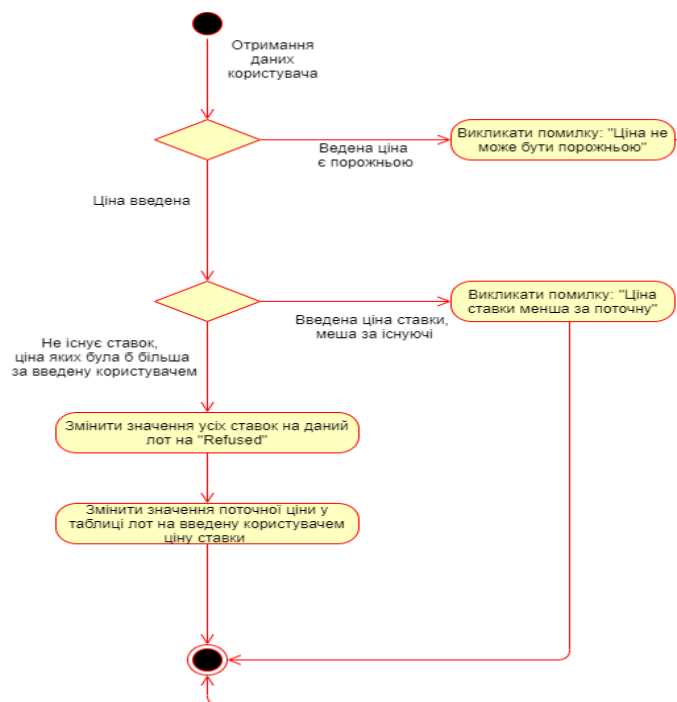 Отримання
даних
користувача
Викликати помилку: "Ціна не
може бути порожньою"
Ведена ціна
є порожньою
Ціна введена
Викликати помилку: "Ціна
ставки менша за поточну"
Введена ціна ставки,
меша за існуючі
Не існує ставок,
ціна яких була б більша
за введену користувачем
Змінити значення усіх ставок на даний
лот на "Refused"
Змінити значення поточної ціни у
таблиці лот на введену користувачем
ціну ставки